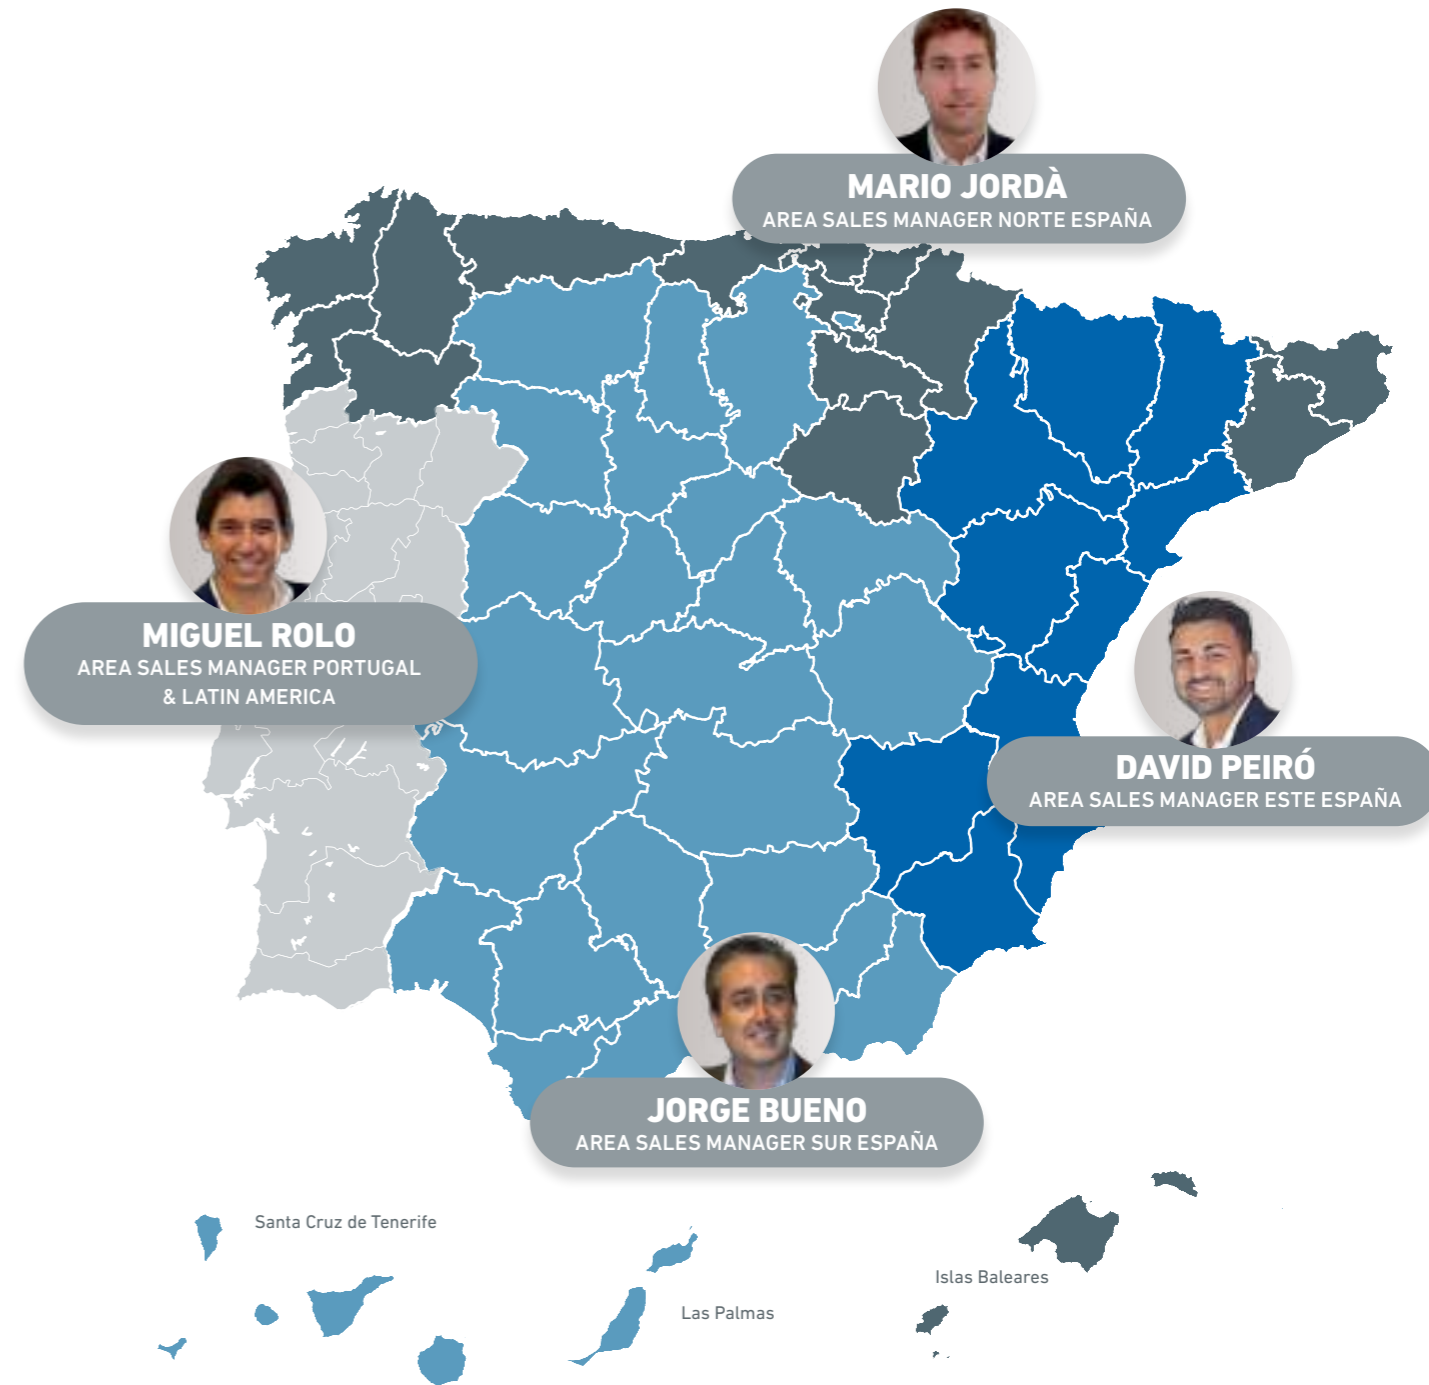 MARIO JORDÀ
AREA SALES MANAGER NORTE ESPAÑA
MIGUEL ROLO
AREA SALES MANAGER PORTUGAL
& LATIN AMERICA
DAVID PEIRÓ
AREA SALES MANAGER ESTE ESPAÑA
JORGE BUENO
AREA SALES MANAGER SUR ESPAÑA
Santa Cruz de Tenerife
Las Palmas
Islas Baleares